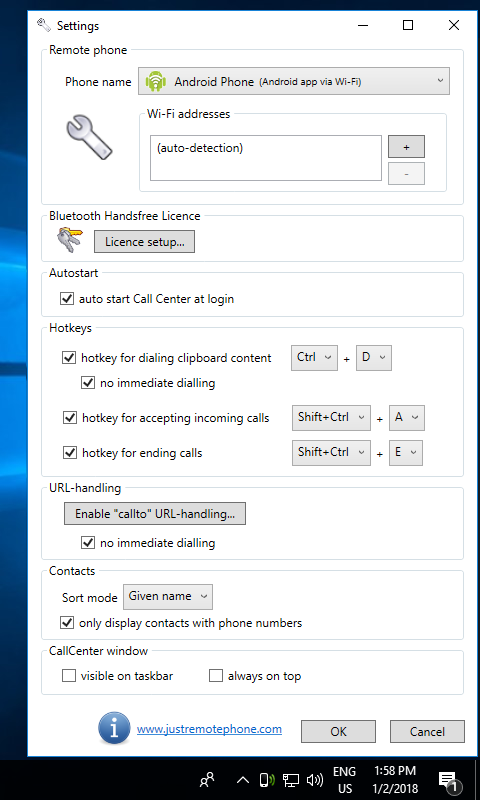 Settings
Remote phone
Phone name Android Phone (Android app via Wi-Fi)
Wi-Fi addresses
(auto-detection)
+
-
Bluetooth Handsfree Licence
Licence setup...
Autostart
auto start Call Center at login
Hotkeys
hotkey for dialing clipboard content Ctrl + D
no immediate dialling
hotkey for accepting incoming calls Shift+Ctrl + A
hotkey for ending calls Shift+Ctrl + E
URL-handling
Enable "callto" URL-handling...
no immediate dialling
Contacts
Sort mode Given name
only display contacts with phone numbers
CallCenter window
visible on taskbar always on top
i www.justremotephone.com OK Cancel
ENG 1:58 PM
US 1/2/2018 1